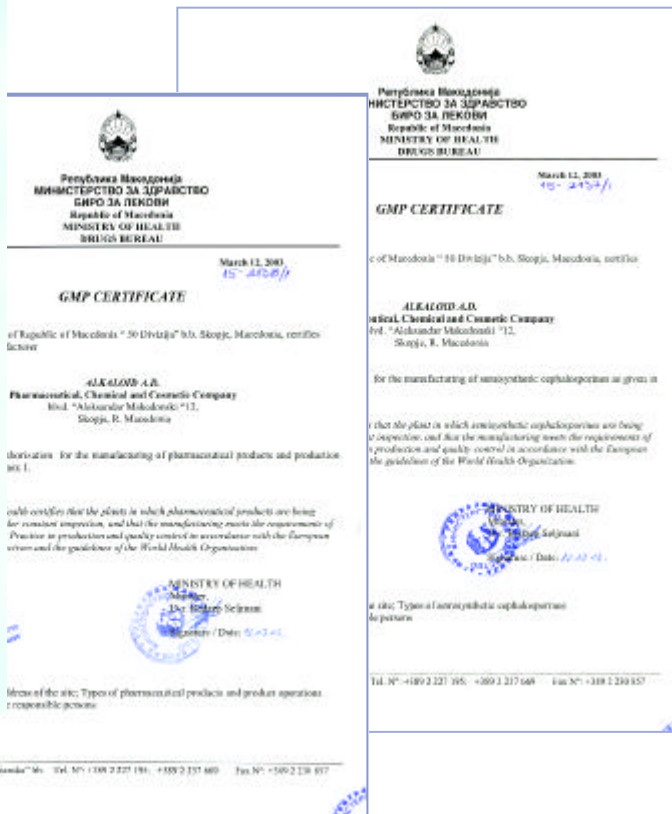 Република Македонија
МИНИСТЕРСТВО ЗА ЗДРАВСТВО
БИРО ЗА ЛЕКОВИ
Republic of Macedonia
MINISTRY OF HEALTH
DRUGS BUREAU
March 12, 2003
GMP CERTIFICATE
of Republic of Macedonia " 50 Divizija" b.b. Skopje, Macedonia, certifies
ALKALOID A.D.
Pharmaceutical, Chemical and Cosmetic Company
blvd. "Aleksandar Makedonski "12,
Skopje, R. Macedonia
for the manufacturing of pharmaceutical products and production
certifies that the plants in which pharmaceutical products are being
constant inspection, and that the manufacturing meets the requirements of
Practice in production and quality control in accordance with the European
and the guidelines of the World Health Organization
MINISTRY OF HEALTH
Signature / Date:
of the site; Types of pharmaceutical products and product operations
responsible persons
Република Македонија
ЗА ЗДРАВСТВО
БИРО ЗА ЛЕКОВИ
Republic of Macedonia
MINISTRY OF HEALTH
DRUGS BUREAU
March 12, 2003
GMP CERTIFICATE
of Macedonia " 50 Divizija" b.b. Skopje, Macedonia, certifies
ALKALOID A.D.
Chemical and Cosmetic Company
"Aleksandar Makedonski "12,
Skopje, R. Macedonia
for the manufacturing of semisynthetic cephalosporines as given in
that the plant in which semisynthetic cephalosporines are being
inspection, and that the manufacturing meets the requirements of
production and quality control in accordance with the European
the guidelines of the World Health Organization.
MINISTRY OF HEALTH
Signature / Date:
site; Types of semisynthetic cephalosporines
persons